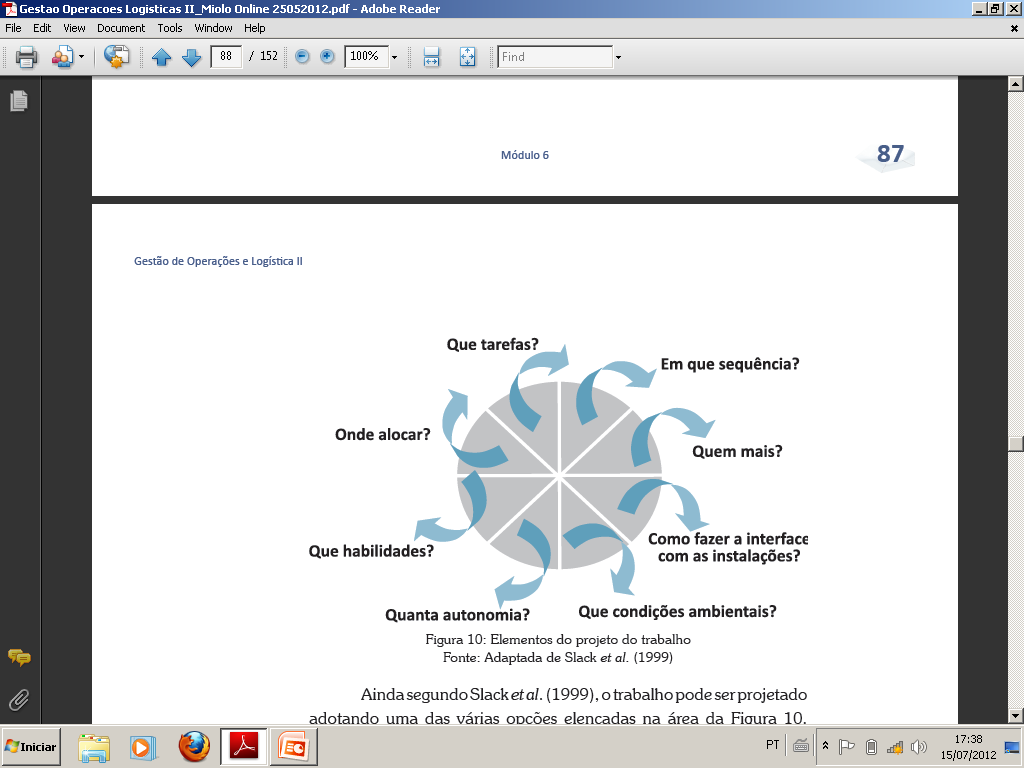 Gestao Operacoes Logisticas II_Miolo Online 25052012.pdf - Adobe Reader
File Edit View Document Tools Window Help
88 / 152 100% Find
Módulo 6
87
Gestão de Operações e Logística II
Que tarefas?
Em que sequência?
Onde alocar?
Quem mais?
Que habilidades?
Como fazer a interface
com as instalações?
Quanta autonomia?
Que condições ambientais?
Figura 10: Elementos do projeto do trabalho
Fonte: Adaptada de Slack et al. (1999)
Ainda segundo Slack et al. (1999), o trabalho pode ser projetado
adotando uma das várias opções elencadas na área da Figura 10.
Iniciar
PT
17:38
15/07/2012